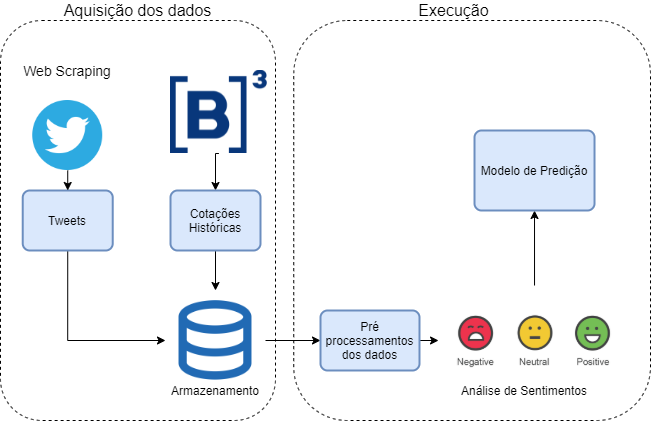 Aquisição dos dados
Execução
Web Scraping
[B]3
Tweets
Cotações
Históricas
Armazenamento
Pré
processamentos
dos dados
Modelo de Predição
Negative
Neutral
Positive
Análise de Sentimentos